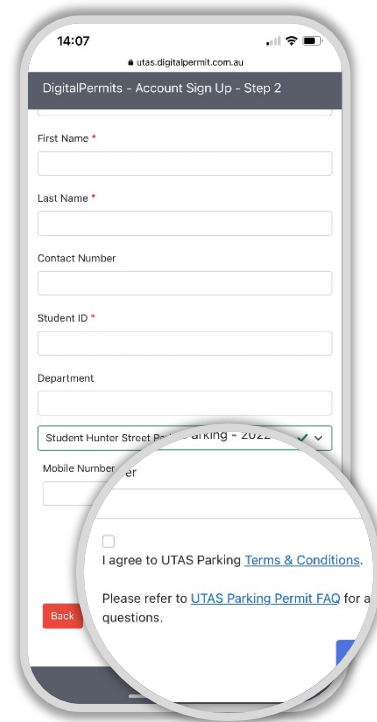 14:07
utas.digitalpermit.com.au
DigitalPermits - Account Sign Up - Step 2
First Name *
Last Name *
Contact Number
Student ID *
Department
Student Hunter Street
arking - 2022
Mobile Number
er
I agree to UTAS Parking Terms & Conditions.
Please refer to UTAS Parking Permit FAQ for a
questions.
Back